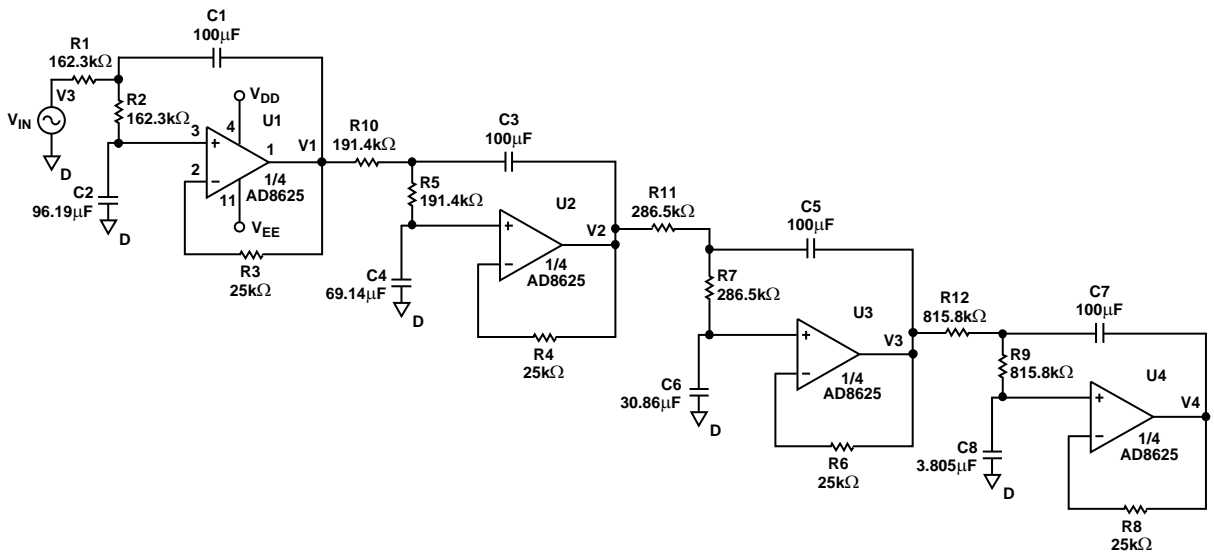 C1
100μF
R1
162.3kΩ
V3
R2
162.3kΩ
VIN
VDD
U1
D
3
4
1
V1
2
11
1/4
AD8625
C2
96.19μF
D
VEE
R3
25kΩ
R10
191.4kΩ
C3
100μF
R5
191.4kΩ
U2
V2
1/4
AD8625
C4
69.14μF
D
R4
25kΩ
R11
286.5kΩ
C5
100μF
R7
286.5kΩ
U3
V3
1/4
AD8625
C6
30.86μF
D
R6
25kΩ
R12
815.8kΩ
C7
100μF
R9
815.8kΩ
U4
V4
1/4
AD8625
C8
3.805μF
D
R8
25kΩ